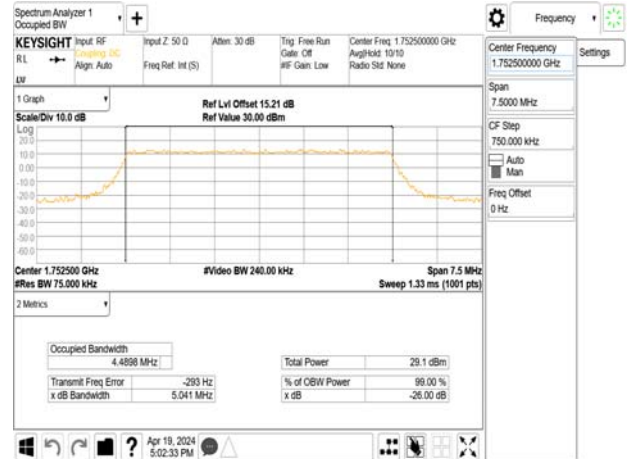 Spectrum Analyzer 1
Occupied BW
Frequency
KEYSIGHT
Input: RF
Coupling: DC
Align: Auto
Input Z: 50 Ω
Freq Ref: Int (S)
Atten: 30 dB
Trig: Free Run
Gate: Off
#IF Gain: Low
Center Freq: 1.752500000 GHz
Avg|Hold: 10/10
Radio Std: None
RL
Center Frequency
1.752500000 GHz
Settings
Span
7.5000 MHz
CF Step
750.000 kHz
Auto
Man
Freq Offset
0 Hz
1 Graph
Scale/Div 10.0 dB
Ref Lvl Offset 15.21 dB
Ref Value 30.00 dBm
Log
20.0
10.0
0.00
-10.0
-20.0
-30.0
-40.0
-50.0
-60.0
Center 1.752500 GHz
#Video BW 240.00 kHz
Span 7.5 MHz
#Res BW 75.000 kHz
Sweep 1.33 ms (1001 pts)
2 Metrics
Occupied Bandwidth
4.4898 MHz
Total Power 29.1 dBm
Transmit Freq Error -293 Hz
% of OBW Power 99.00 %
x dB Bandwidth 5.041 MHz
x dB -26.00 dB
?
Apr 19, 2024
5:02:33 PM